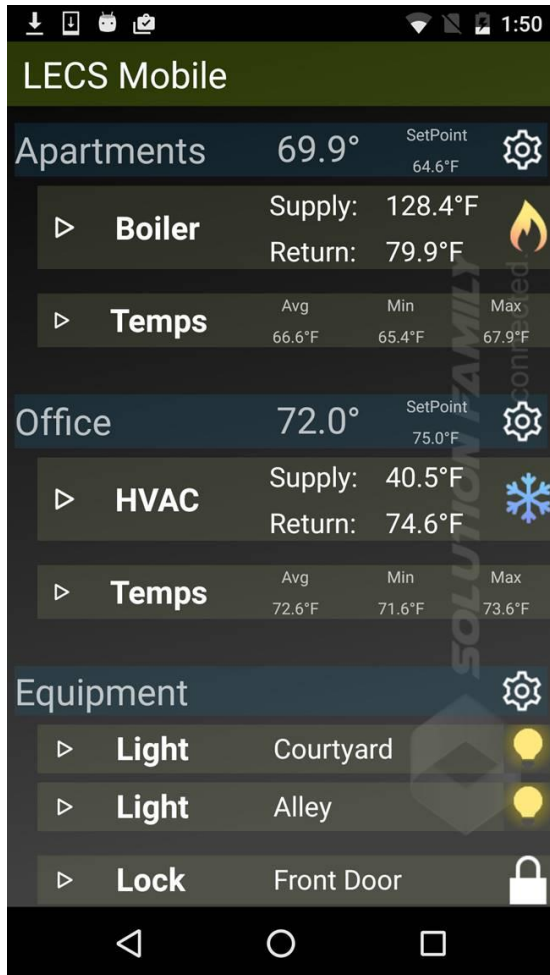 1:50
LECS Mobile
Apartments 69.9° SetPoint 64.6°F
Boiler Supply: 128.4°F
Return: 79.9°F
Temps Avg Min Max
66.6°F 65.4°F 67.9°F
Office 72.0° SetPoint 75.0°F
HVAC Supply: 40.5°F
Return: 74.6°F
Temps Avg Min Max
72.6°F 71.6°F 73.6°F
Equipment
Light Courtyard
Light Alley
Lock Front Door
SOLUTION FAMILY
connected.